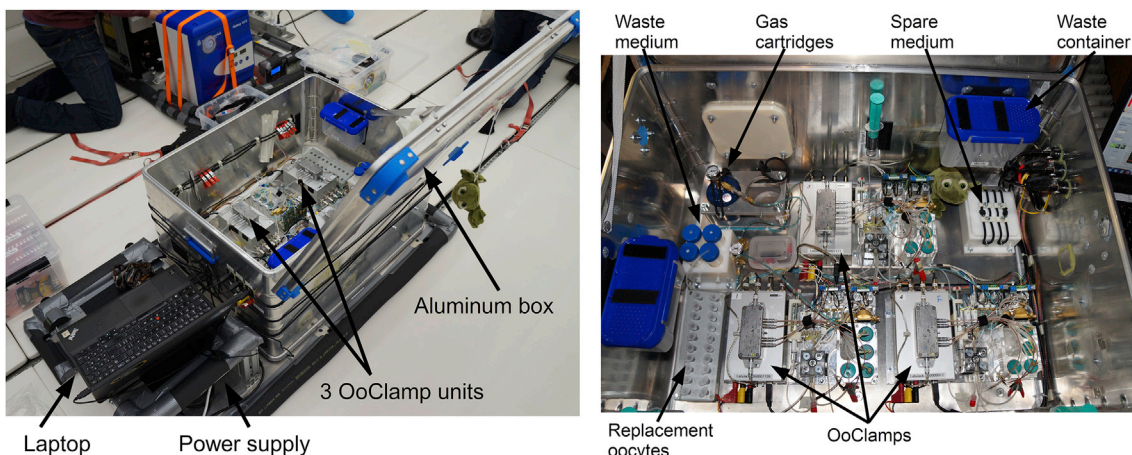 Waste
medium
Gas
cartridges
Spare
medium
Waste
container
Aluminum box
3 OoClamp units
Laptop
Power supply
Replacement
oocytes
OoClamps